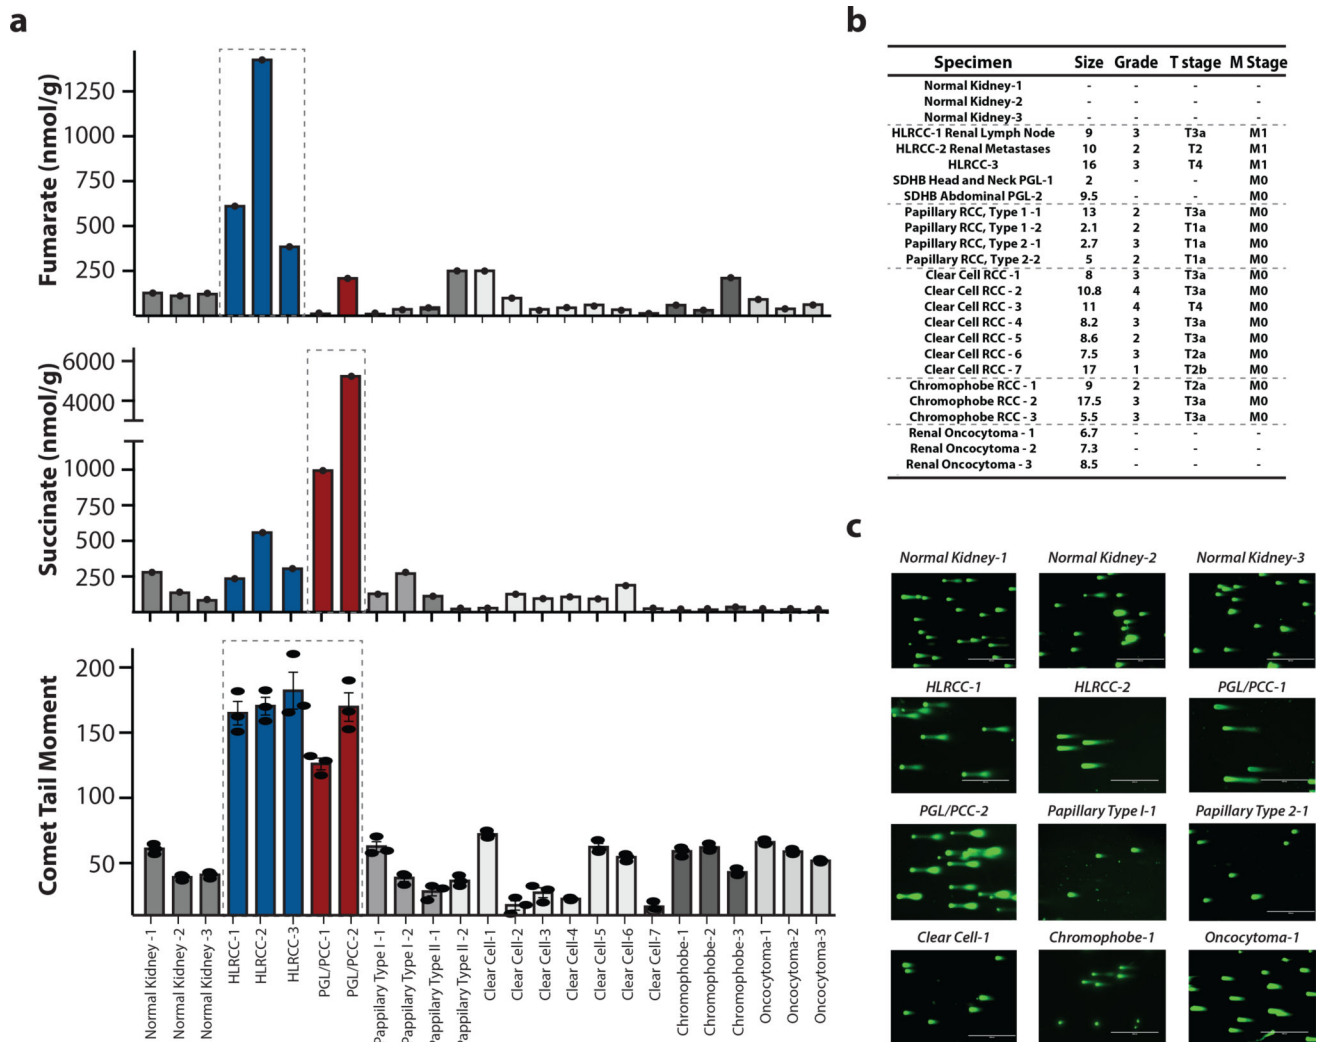 a
Fumarate (nmol/g)
1250
1000
750
500
250
Succinate (nmol/g)
6000
4000
1000
750
500
250
Comet Tail Moment
200
150
100
50
Normal Kidney -1
Normal Kidney -2
Normal Kidney -3
HLRCC-1
HLRCC-2
HLRCC-3
PGL/PCC-1
PGL/PCC-2
Pappilary Type I -1
Pappilary Type I -2
Pappilary Type II -1
Pappilary Type II -2
Clear Cell-1
Clear Cell-2
Clear Cell-3
Clear Cell-4
Clear Cell-5
Clear Cell-6
Clear Cell-7
Chromophobe-1
Chromophobe-2
Chromophobe-3
Oncocytoma-1
Oncocytoma-2
Oncocytoma-3
b
Specimen Size Grade T stage M Stage
Normal Kidney-1 - - - -
Normal Kidney-2 - - - -
Normal Kidney-3 - - - -
HLRCC-1 Renal Lymph Node 9 3 T3a M1
HLRCC-2 Renal Metastases 10 2 T2 M1
HLRCC-3 16 3 T4 M1
SDHB Head and Neck PGL-1 2 - - M0
SDHB Abdominal PGL-2 9.5 - - M0
Papillary RCC, Type 1 -1 13 2 T3a M0
Papillary RCC, Type 1 -2 2.1 2 T1a M0
Papillary RCC, Type 2 -1 2.7 3 T1a M0
Papillary RCC, Type 2-2 5 2 T1a M0
Clear Cell RCC -1 8 3 T3a M0
Clear Cell RCC - 2 10.8 4 T3a M0
Clear Cell RCC - 3 11 4 T4 M0
Clear Cell RCC - 4 8.2 3 T3a M0
Clear Cell RCC - 5 8.6 2 T3a M0
Clear Cell RCC - 6 7.5 3 T2a M0
Clear Cell RCC - 7 17 1 T2b M0
Chromophobe RCC - 1 9 2 T2a M0
Chromophobe RCC - 2 17.5 3 T3a M0
Chromophobe RCC - 3 5.5 3 T3a M0
Renal Oncocytoma - 1 6.7 - - -
Renal Oncocytoma - 2 7.3 - - -
Renal Oncocytoma - 3 8.5 - - -
c
Normal Kidney-1 Normal Kidney-2 Normal Kidney-3
HLRCC-1 HLRCC-2 PGL/PCC-1
PGL/PCC-2 Papillary Type I-1 Papillary Type 2-1
Clear Cell-1 Chromophobe-1 Oncocytoma-1